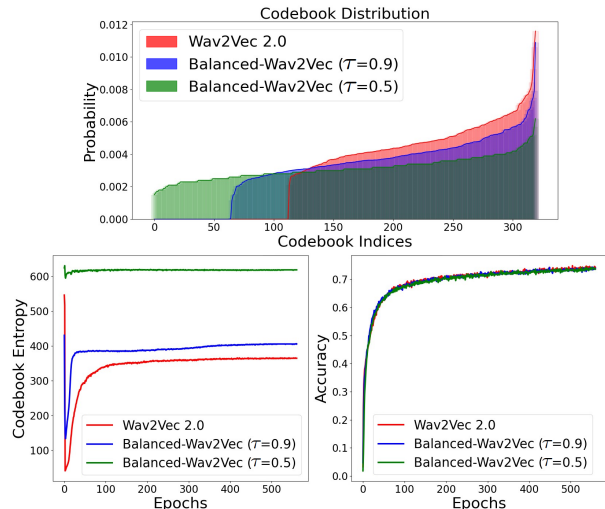 Codebook Distribution
0.012
0.010
0.008
0.006
0.004
0.002
0.000
Probability
Wav2Vec 2.0
Balanced-Wav2Vec (τ=0.9)
Balanced-Wav2Vec (τ=0.5)
0 50 100 150 200 250 300
Codebook Indices
600
500
400
300
200
100
Codebook Entropy
Wav2Vec 2.0
Balanced-Wav2Vec (τ=0.9)
Balanced-Wav2Vec (τ=0.5)
0 100 200 300 400 500
Epochs
0.7
0.6
0.5
0.4
0.3
0.2
0.1
0.0
Accuracy
Wav2Vec 2.0
Balanced-Wav2Vec (τ=0.9)
Balanced-Wav2Vec (τ=0.5)
0 100 200 300 400 500
Epochs